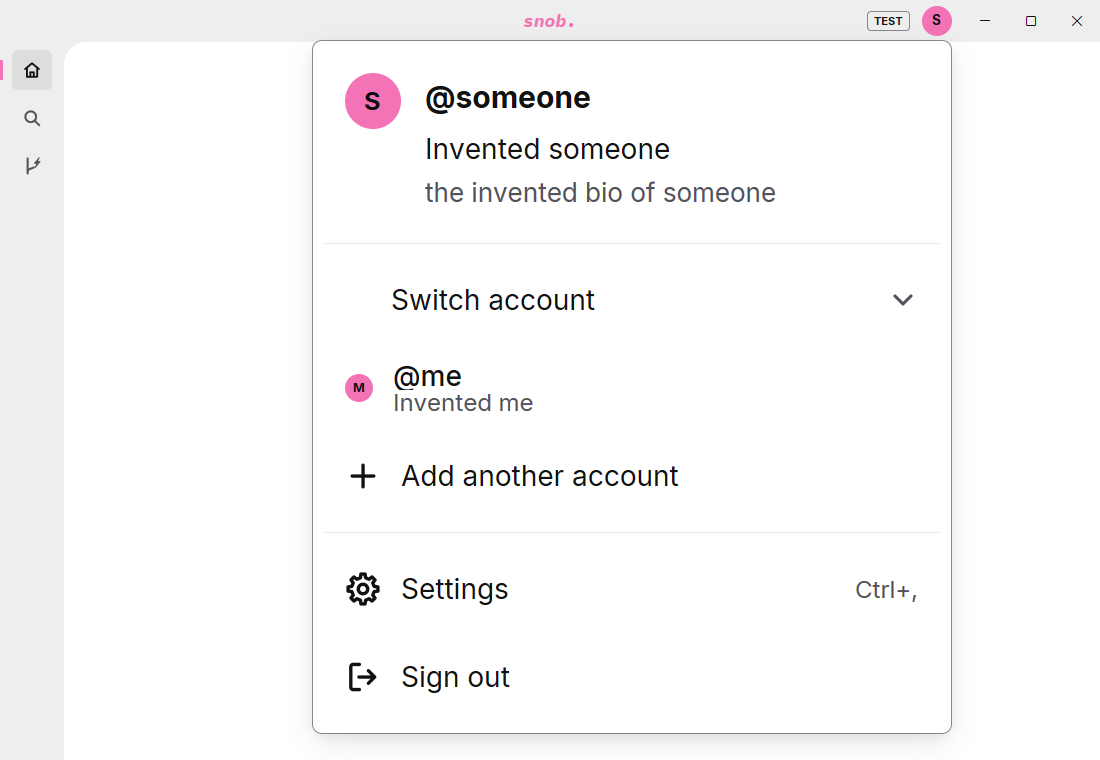 snob.
TEST
S
S
@someone
Invented someone
the invented bio of someone
Switch account
M
@me
Invented me
Add another account
Settings
Ctrl+,
Sign out